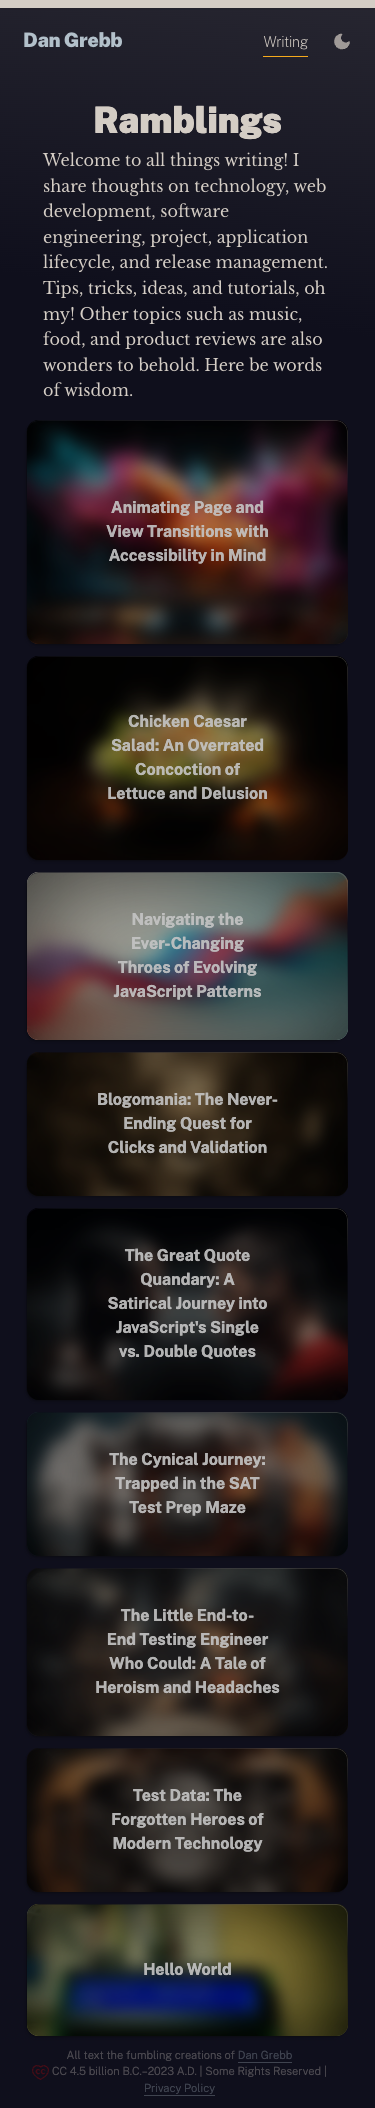 Dan Grebb
Writing
Ramblings
Welcome to all things writing! I
share thoughts on technology, web
development, software
engineering, project, application
lifecycle, and release management.
Tips, tricks, ideas, and tutorials, oh
my! Other topics such as music,
food, and product reviews are also
wonders to behold. Here be words
of wisdom.
Animating Page and
View Transitions with
Accessibility in Mind
Chicken Caesar
Salad: An Overrated
Concoction of
Lettuce and Delusion
Navigating the
Ever-Changing
Throes of Evolving
JavaScript Patterns
Blogomania: The Never-
Ending Quest for
Clicks and Validation
The Great Quote
Quandary: A
Satirical Journey into
JavaScript's Single
vs. Double Quotes
The Cynical Journey:
Trapped in the SAT
Test Prep Maze
The Little End-to-
End Testing Engineer
Who Could: A Tale of
Heroism and Headaches
Test Data: The
Forgotten Heroes of
Modern Technology
Hello World
All text the fumbling creations of Dan Grebb
CC 4.5 billion B.C.–2023 A.D. | Some Rights Reserved |
Privacy Policy